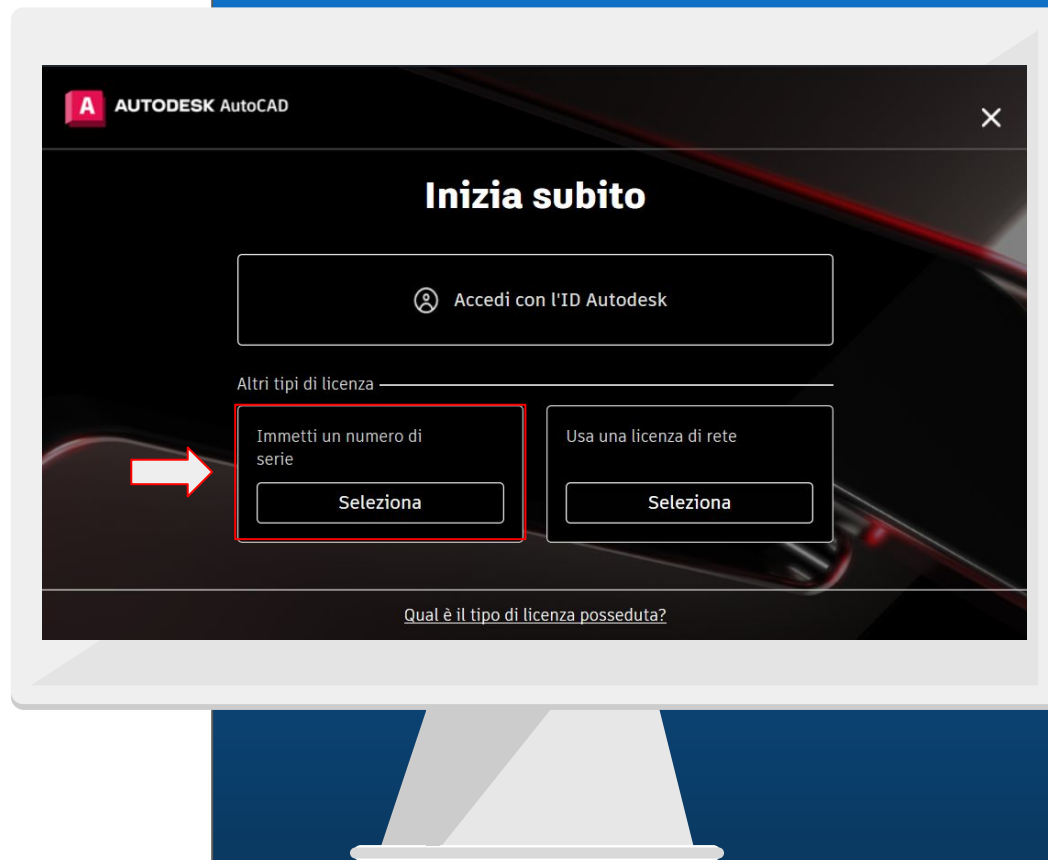 A AUTODESK AutoCAD
Inizia subito
Accedi con l'ID Autodesk
Altri tipi di licenza
Immetti un numero di
serie
Seleziona
Usa una licenza di rete
Seleziona
Qual è il tipo di licenza posseduta?